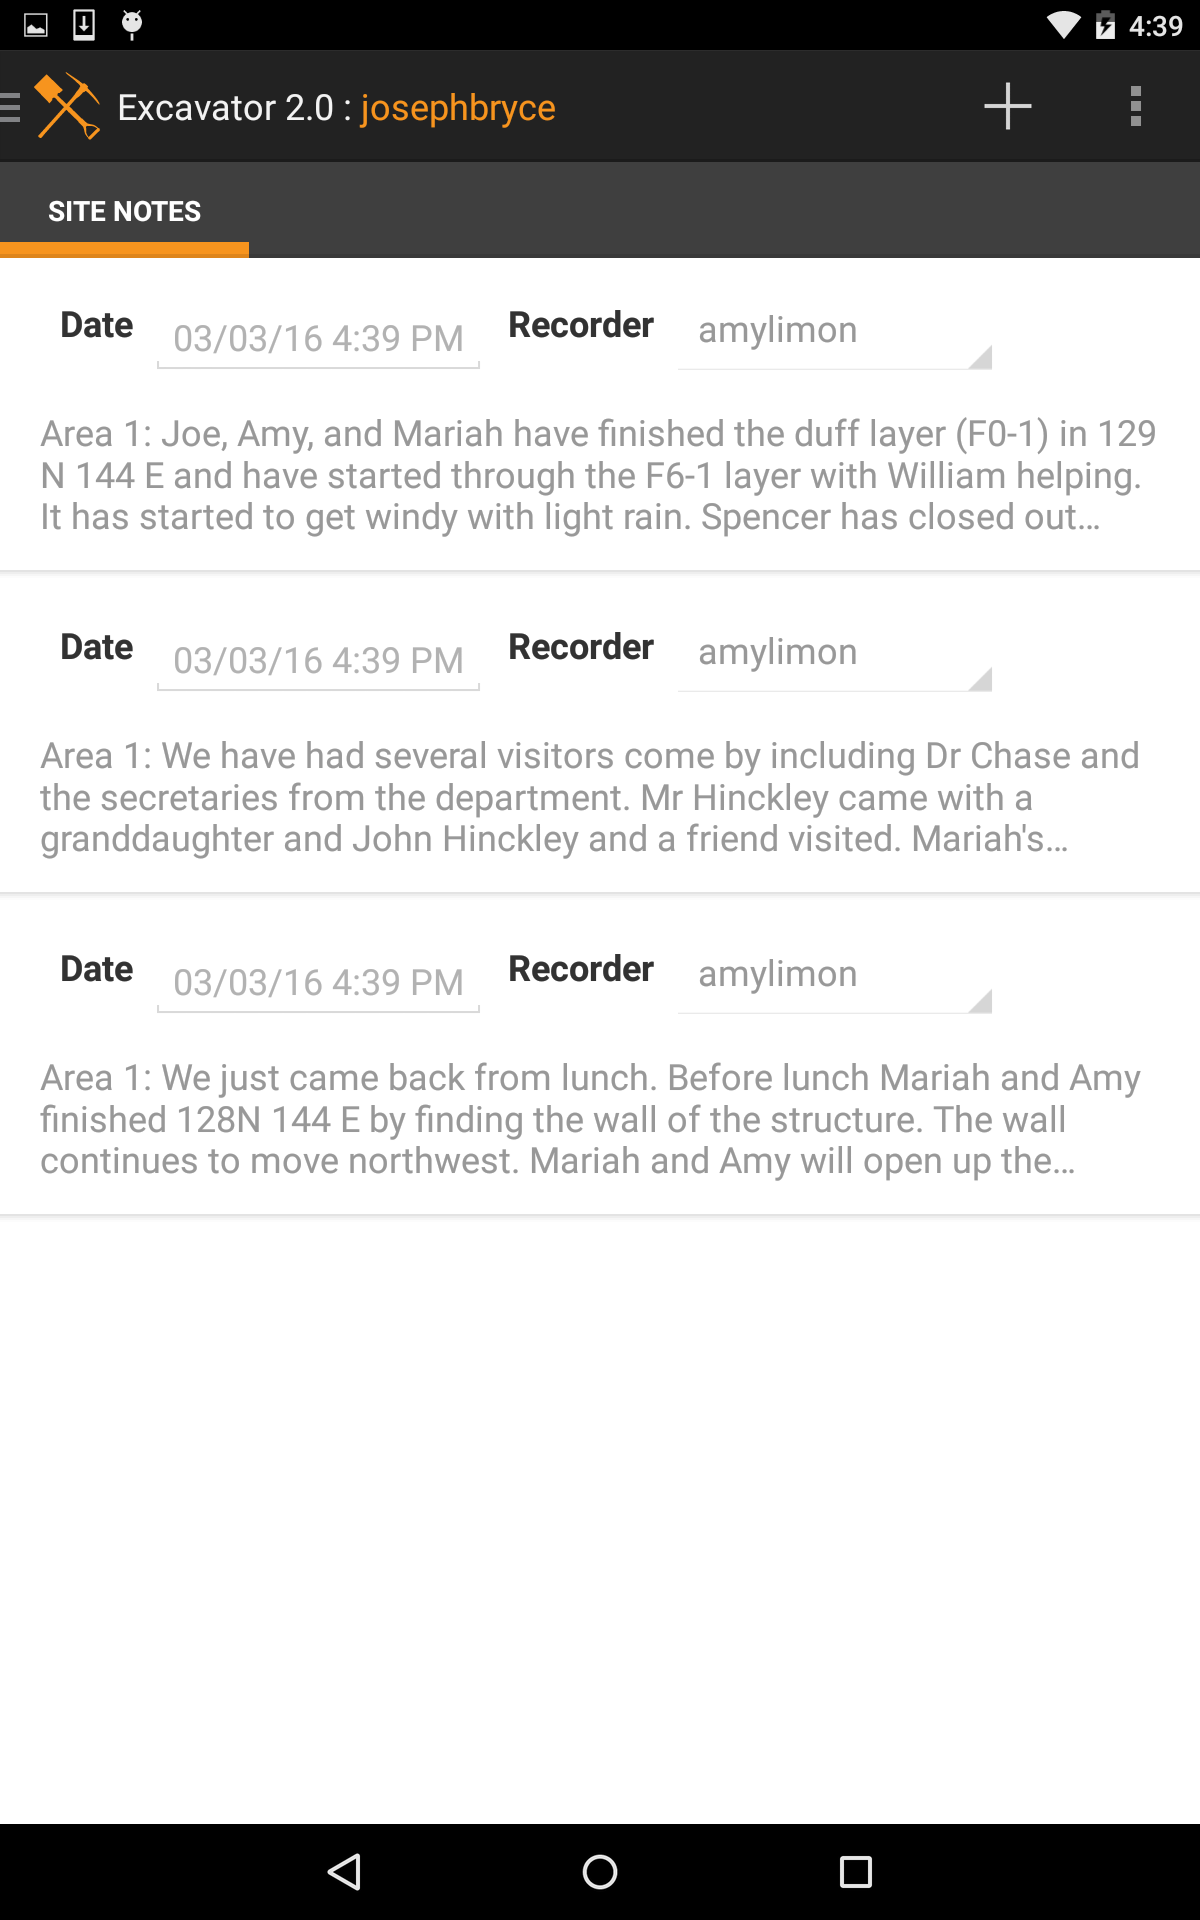 4:39
Excavator 2.0 : josephbryce
SITE NOTES
Date 03/03/16 4:39 PM Recorder amylimon
Area 1: Joe, Amy, and Mariah have finished the duff layer (F0-1) in 129
N 144 E and have started through the F6-1 layer with William helping.
It has started to get windy with light rain. Spencer has closed out...
Date 03/03/16 4:39 PM Recorder amylimon
Area 1: We have had several visitors come by including Dr Chase and
the secretaries from the department. Mr Hinckley came with a
granddaughter and John Hinckley and a friend visited. Mariah's...
Date 03/03/16 4:39 PM Recorder amylimon
Area 1: We just came back from lunch. Before lunch Mariah and Amy
finished 128N 144 E by finding the wall of the structure. The wall
continues to move northwest. Mariah and Amy will open up the...